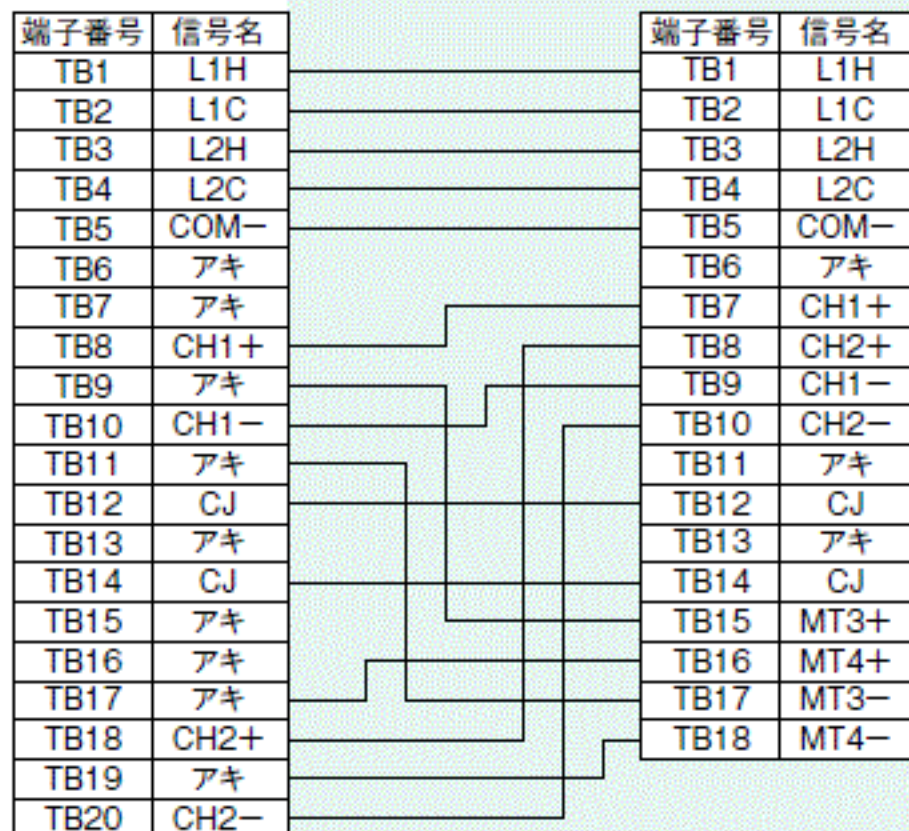 端子番号 信号名 端子番号 信号名
TB1 L1H TB1 L1H
TB2 L1C TB2 L1C
TB3 L2H TB3 L2H
TB4 L2C TB4 L2C
TB5 COM− TB5 COM−
TB6 アキ TB6 アキ
TB7 アキ TB7 CH1+
TB8 CH1+ TB8 CH2+
TB9 アキ TB9 CH1−
TB10 CH1− TB10 CH2−
TB11 アキ TB11 アキ
TB12 CJ TB12 CJ
TB13 アキ TB13 アキ
TB14 CJ TB14 CJ
TB15 アキ TB15 MT3+
TB16 アキ TB16 MT4+
TB17 アキ TB17 MT3−
TB18 CH2+ TB18 MT4−
TB19 アキ
TB20 CH2−